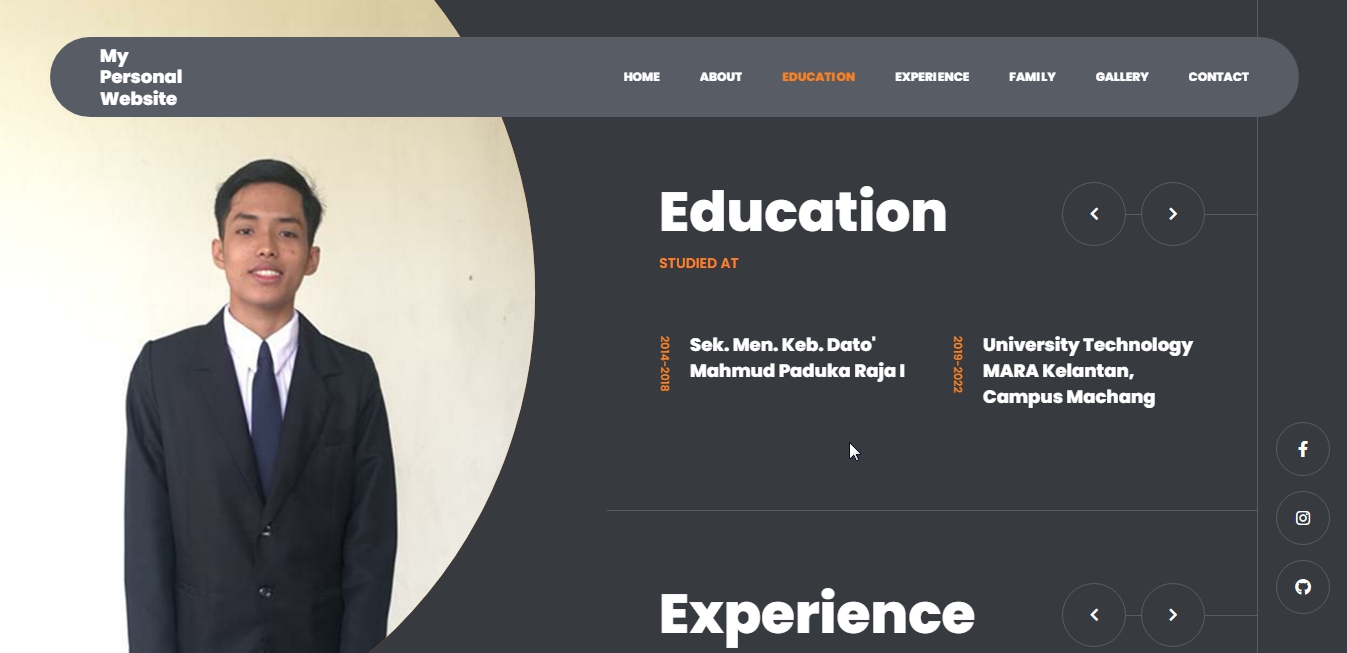 My
Personal
Website
HOME ABOUT EDUCATION EXPERIENCE FAMILY GALLERY CONTACT
Education
STUDIED AT
2014-2018
Sek. Men. Keb. Dato'
Mahmud Paduka Raja I
2019-2022
University Technology
MARA Kelantan,
Campus Machang
Experience